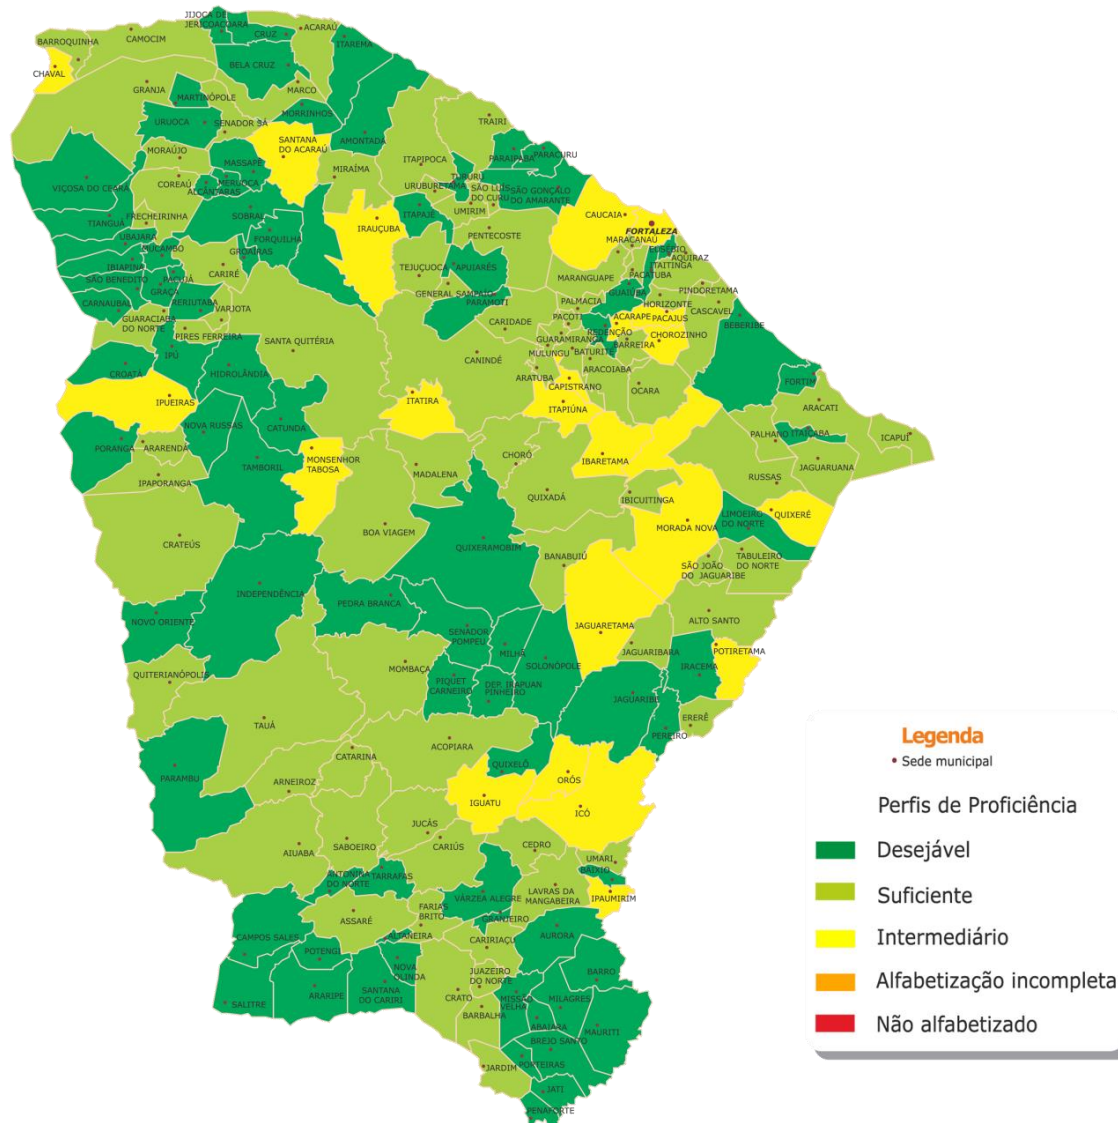 JIJOCA DE
JERICOACOARA
CRUZ
ACARAÚ
ITAREMA
BARROQUINHA
CAMOCIM
CHAVAL
BELA CRUZ
GRANJA
MARTINÓPOLE
MARCO
MORRINHOS
URUOCA
SENADOR SÁ
SANTANA
DO ACARAÚ
AMONTADA
TRAIRI
MORAÚJO
MASSAPÊ
MIRAÍMA
ITAPIPOCA
PARAIPABA
PARACURU
VIÇOSA DO CEARÁ
COREAÚ
MERUOCA
ALCÂNTARAS
TURURÚ
URUBURETAMA
SÃO LUÍS
DO CURU
SÃO GONÇALO
DO AMARANTE
TIANGUÁ
FRECHEIRINHA
SOBRAL
ITAPAJÉ
UMIRIM
CAUCAIA
FORTALEZA
UBAJARA
MUCAMBO
FORQUILHA
IRAUÇUBA
PENTECOSTE
MARACANAÚ
EUSÉBIO
AQUIRAZ
IBIAPINA
GROAÍRAS
CARIRÉ
TEJUÇUOCA
APUIARÉS
MARANGUAPE
ITAITINGA
PACATUBA
SÃO BENEDITO
PACUJÁ
GRAÇA
GENERAL SAMPAIO
PARAMOTI
GUAIÚBA
PINDORETAMA
HORIZONTE
CARNAUBAL
RERIUTABA
VARJOTA
PALMACIA
PACOTI
ACARAPE
PACAJUS
CASCAVEL
BEBERIBE
GUARACIABA
DO NORTE
PIRES FERREIRA
SANTA QUITÉRIA
CARIDADE
REDENÇÃO
CHOROZINHO
GUARAMIRANGA
BARREIRA
IPÚ
CANINDÉ
MULUNGU
BATURITÉ
ARACOIABA
CROATÁ
HIDROLÂNDIA
ARATUBA
CAPISTRANO
OCARA
FORTIM
IPUEIRAS
ITATIRA
ITAPIÚNA
ARACATI
NOVA RUSSAS
CATUNDA
PORANGA
ARARENDA
TAMBORIL
MONSENHOR
TABOSA
CHORÓ
IBARETAMA
PALHANO
ITAIÇABA
ICAPUÍ
IPAPORANGA
MADALENA
JAGUARUANA
QUIXADÁ
IBICUITINGA
RUSSAS
CRATEÚS
BOA VIAGEM
QUIXERAMOBIM
MORADA NOVA
LIMOEIRO
DO NORTE
QUIXERÉ
BANABUIÚ
SÃO JOÃO
DO JAGUARIBE
TABULEIRO
DO NORTE
INDEPENDÊNCIA
PEDRA BRANCA
NOVO ORIENTE
SENADOR
POMPEU
MILHÃ
JAGUARETAMA
ALTO SANTO
SOLONÓPOLE
JAGUARIBARA
POTIRETAMA
QUITERIANÓPOLIS
MOMBAÇA
PIQUET
CARNEIRO
DEP. IRAPUAN
PINHEIRO
IRACEMA
JAGUARIBE
TAUÁ
ERERÊ
PEREIRO
ACOPIARA
CATARINA
QUIXELÔ
PARAMBU
ARNEIROZ
IGUATU
ORÓS
ICÓ
JUCÁS
SABOEIRO
CARIÚS
AIUABA
CEDRO
UMARI
BAIXIO
ANTONINA
DO NORTE
TARRAFAS
VÁRZEA ALEGRE
LAVRAS DA
MANGABEIRA
IPAUMIRIM
ASSARÉ
FARIAS
BRITO
GRANJEIRO
AURORA
CAMPOS SALES
ALTANEIRA
CARIRIAÇU
POTENGI
NOVA
OLINDA
JUAZEIRO
DO NORTE
BARRO
SALITRE
ARARIPE
SANTANA
DO CARIRI
CRATO
MISSÃO
VELHA
MILAGRES
BARBALHA
ABAIARA
MAURITI
BREJO SANTO
JARDIM
PORTEIRAS
JATI
PENAFORTE
Legenda
Sede municipal
Perfis de Proficiência
Desejável
Suficiente
Intermediário
Alfabetização incompleta
Não alfabetizado